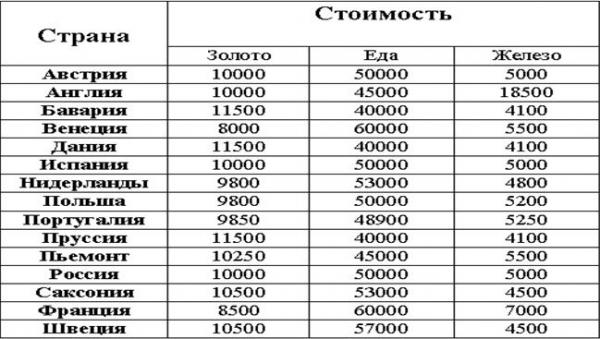 Страна Стоимость
Золото Еда Железо
Австрия 10000 50000 5000
Англия 10000 45000 18500
Бавария 11500 40000 4100
Венеция 8000 60000 5500
Дания 11500 40000 4100
Испания 10000 50000 5000
Нидерланды 9800 53000 4800
Польша 9800 50000 5200
Португалия 9850 48900 5250
Пруссия 11500 40000 4100
Пьемонт 10250 45000 5500
Россия 10000 50000 5000
Саксония 10500 53000 4500
Франция 8500 60000 7000
Швеция 10500 57000 4500